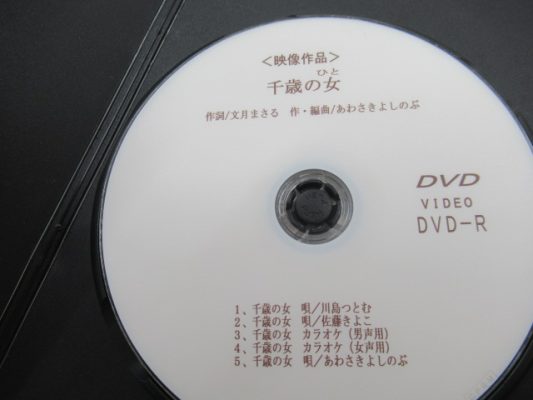 ＜映像作品＞
ひと
千歳の女
作詞/文月まさる 作・編曲/あわさきよしのぶ
DVD
VIDEO
DVD-R
1、千歳の女 唄/川島つとむ
2、千歳の女 唄/佐藤きよこ
3、千歳の女 カラオケ（男声用）
4、千歳の女 カラオケ（女声用）
5、千歳の女 唄/あわさきよしのぶ